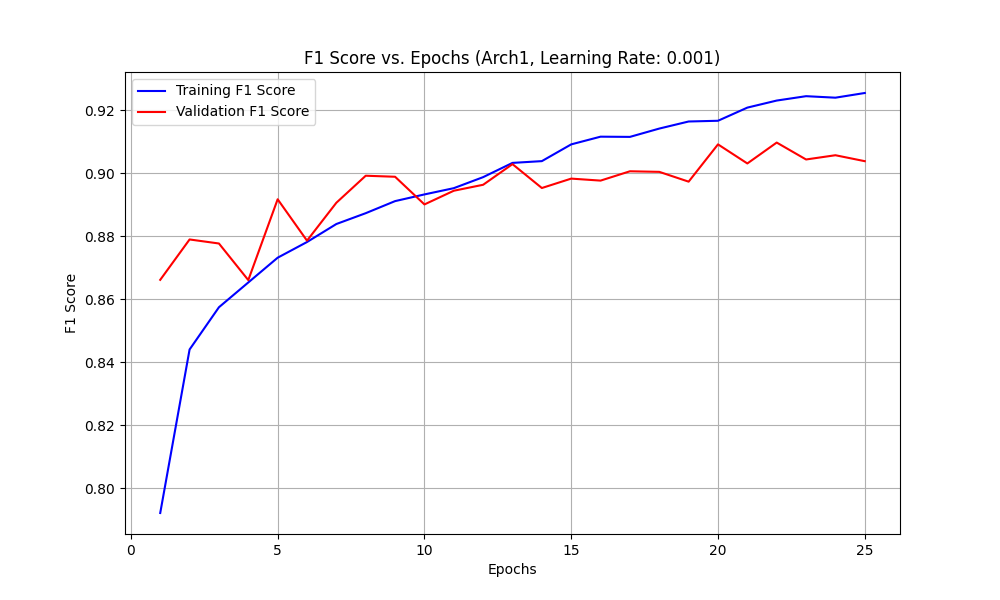 F1 Score vs. Epochs (Arch1, Learning Rate: 0.001)
Training F1 Score
Validation F1 Score
0.92
0.90
0.88
0.86
0.84
0.82
0.80
F1 Score
0 5 10 15 20 25
Epochs